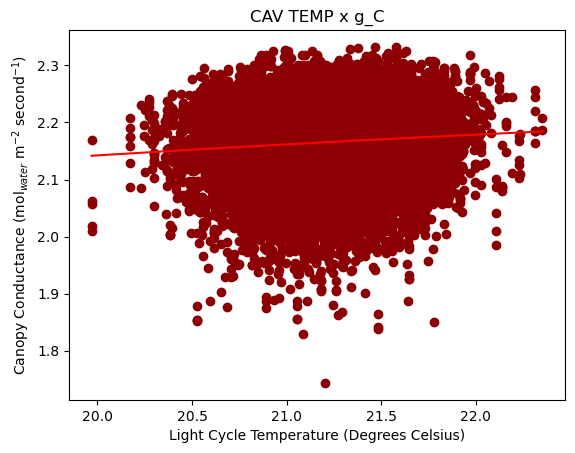 CAV TEMP x g_C
Canopy Conductance (mol_water m⁻² second⁻¹)
2.3
2.2
2.1
2.0
1.9
1.8
20.0 20.5 21.0 21.5 22.0
Light Cycle Temperature (Degrees Celsius)